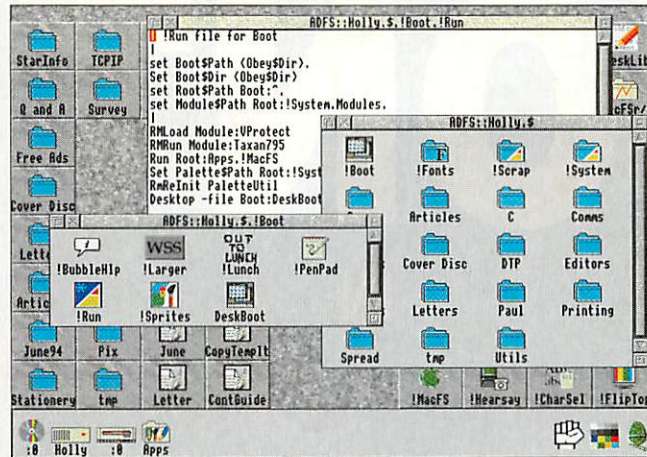 ADFS::Holly.$.!Boot.!Run
| !Run file for Boot
|
set Boot$Path <Obey$Dir>.
set Boot$Dir <Obey$Dir>
set Root$Path Boot:^.
set Module$Path Root:!System.Modules.
|
RMLoad Module:VProtect
RMRun Module:Taxan795
Run Root:Apps.!MacFS
Set Palette$Path Root:!Syst
RmReInit PaletteUtil
Desktop -file Boot:DeskBoot
StarInfo TCPIP
Q and A Survey
Free Ads
Cover Disc
June94 Pix June CopyTemplt
Stationery tmp Letter ContGuide
ADFS::Holly.$
!Boot !Fonts !Scrap !System
Articles C Comms
Cover Disc DTP Editors
Letters Paul Printing
Spread tmp Utils
ADFS::Holly.$.!Boot
WSS
OUT TO LUNCH
!BubbleHlp !Larger !Lunch !PenPad
!Run !Sprites DeskBoot
!MacFS !Hearsay !CharSel !FlipTop
:0 Holly :0 Apps